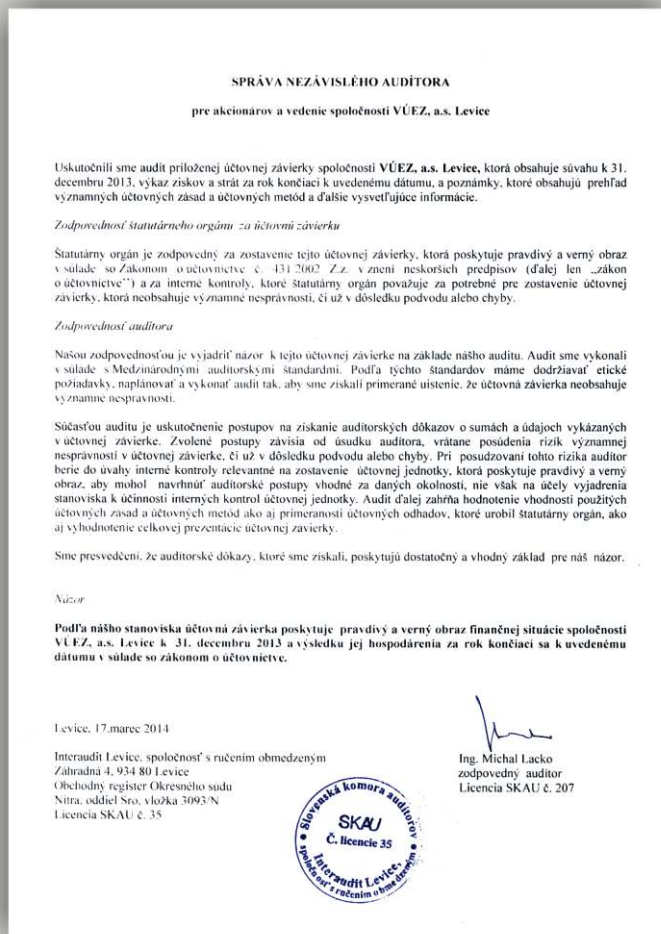 SPRÁVA NEZÁVISLÉHO AUDÍTORA
pre akcionárov a vedenie spoločnosti VÚEZ, a.s. Levice
Uskutočnili sme audit priloženej účtovnej závierky spoločnosti VÚEZ, a.s. Levice, ktorá obsahuje súvahu k 31.
decembru 2013, výkaz ziskov a strát za rok končiaci k uvedenému dátumu, a poznámky, ktoré obsahujú prehľad
významných účtovných zásad a účtovných metód a ďalšie vysvetľujúce informácie.
Zodpovednosť štatutárneho orgánu za účtovnú závierku
Štatutárny orgán je zodpovedný za zostavenie tejto účtovnej závierky, ktorá poskytuje pravdivý a verný obraz
v súlade so Zákonom o účtovníctve č. 431/2002 Z.z. v znení neskorších predpisov (ďalej len „zákon
o účtovníctve“) a za interné kontroly, ktoré štatutárny orgán považuje za potrebné pre zostavenie účtovnej
závierky, ktorá neobsahuje významné nesprávnosti, či už v dôsledku podvodu alebo chyby.
Zodpovednosť audítora
Našou zodpovednosťou je vyjadriť názor k tejto účtovnej závierke na základe nášho auditu. Audit sme vykonali
v súlade s Medzinárodnými audítorskými štandardmi. Podľa týchto štandardov máme dodržiavať etické
požiadavky, naplánovať a vykonať audit tak, aby sme získali primerané uistenie, že účtovná závierka neobsahuje
významné nesprávnosti.
Súčasťou auditu je uskutočnenie postupov na získanie audítorských dôkazov o sumách a údajoch vykázaných
v účtovnej závierke. Zvolené postupy závisia od úsudku audítora, vrátane posúdenia rizík významnej
nesprávnosti v účtovnej závierke, či už v dôsledku podvodu alebo chyby. Pri posudzovaní tohto rizika audítor
berie do úvahy interné kontroly relevantné na zostavenie účtovnej jednotky, ktorá poskytuje pravdivý a verný
obraz, aby mohol navrhnúť audítorské postupy vhodné za daných okolností, nie však na účely vyjadrenia
stanoviska k účinnosti interných kontrol účtovnej jednotky. Audit ďalej zahŕňa hodnotenie vhodnosti použitých
účtovných zásad a účtovných metód ako aj primeranosti účtovných odhadov, ktoré urobil štatutárny orgán, ako
aj vyhodnotenie celkovej prezentácie účtovnej závierky.
Sme presvedčení, že audítorské dôkazy, ktoré sme získali, poskytujú dostatočný a vhodný základ pre náš názor.
Názor
Podľa nášho stanoviska účtovná závierka poskytuje pravdivý a verný obraz finančnej situácie spoločnosti
VÚEZ, a.s. Levice k 31. decembru 2013 a výsledku jej hospodárenia za rok končiaci sa k uvedenému
dátumu v súlade so zákonom o účtovníctve.
Levice, 17.marec 2014
Interaudit Levice, spoločnosť s ručením obmedzeným
Záhradná 4, 934 80 Levice
Obchodný register Okresného súdu
Nitra, oddiel Sro, vložka 3093/N
Licencia SKAU č. 35
Ing. Michal Lacko
zodpovedný audítor
Licencia SKAU č. 207
Slovenská komora audítorov
SKAU
Č. licencie 35
Interaudit Levice,
spoločnosť s ručením obmedzeným